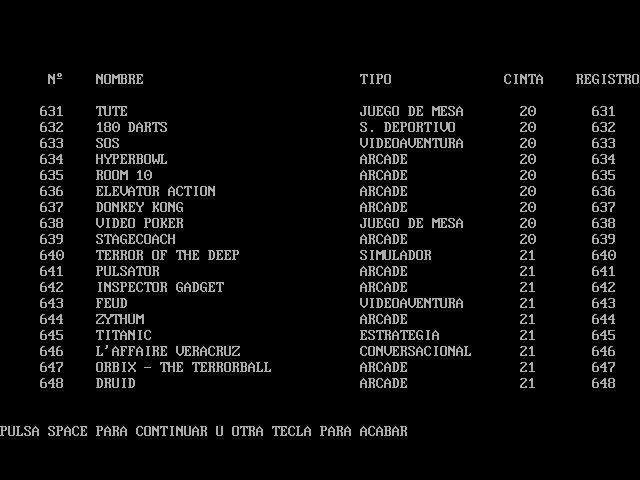 Nº NOMBRE TIPO CINTA REGISTRO
631 TUTE JUEGO DE MESA 20 631
632 180 DARTS S. DEPORTIVO 20 632
633 SOS VIDEOAVENTURA 20 633
634 HYPERBOWL ARCADE 20 634
635 ROOM 10 ARCADE 20 635
636 ELEVATOR ACTION ARCADE 20 636
637 DONKEY KONG ARCADE 20 637
638 VIDEO POKER JUEGO DE MESA 20 638
639 STAGECOACH ARCADE 20 639
640 TERROR OF THE DEEP SIMULADOR 21 640
641 PULSATOR ARCADE 21 641
642 INSPECTOR GADGET ARCADE 21 642
643 FEUD VIDEOAVENTURA 21 643
644 ZYTHUM ARCADE 21 644
645 TITANIC ESTRATEGIA 21 645
646 L'AFFAIRE VERACRUZ CONVERSACIONAL 21 646
647 ORBIX - THE TERRORBALL ARCADE 21 647
648 DRUID ARCADE 21 648
PULSA SPACE PARA CONTINUAR U OTRA TECLA PARA ACABAR